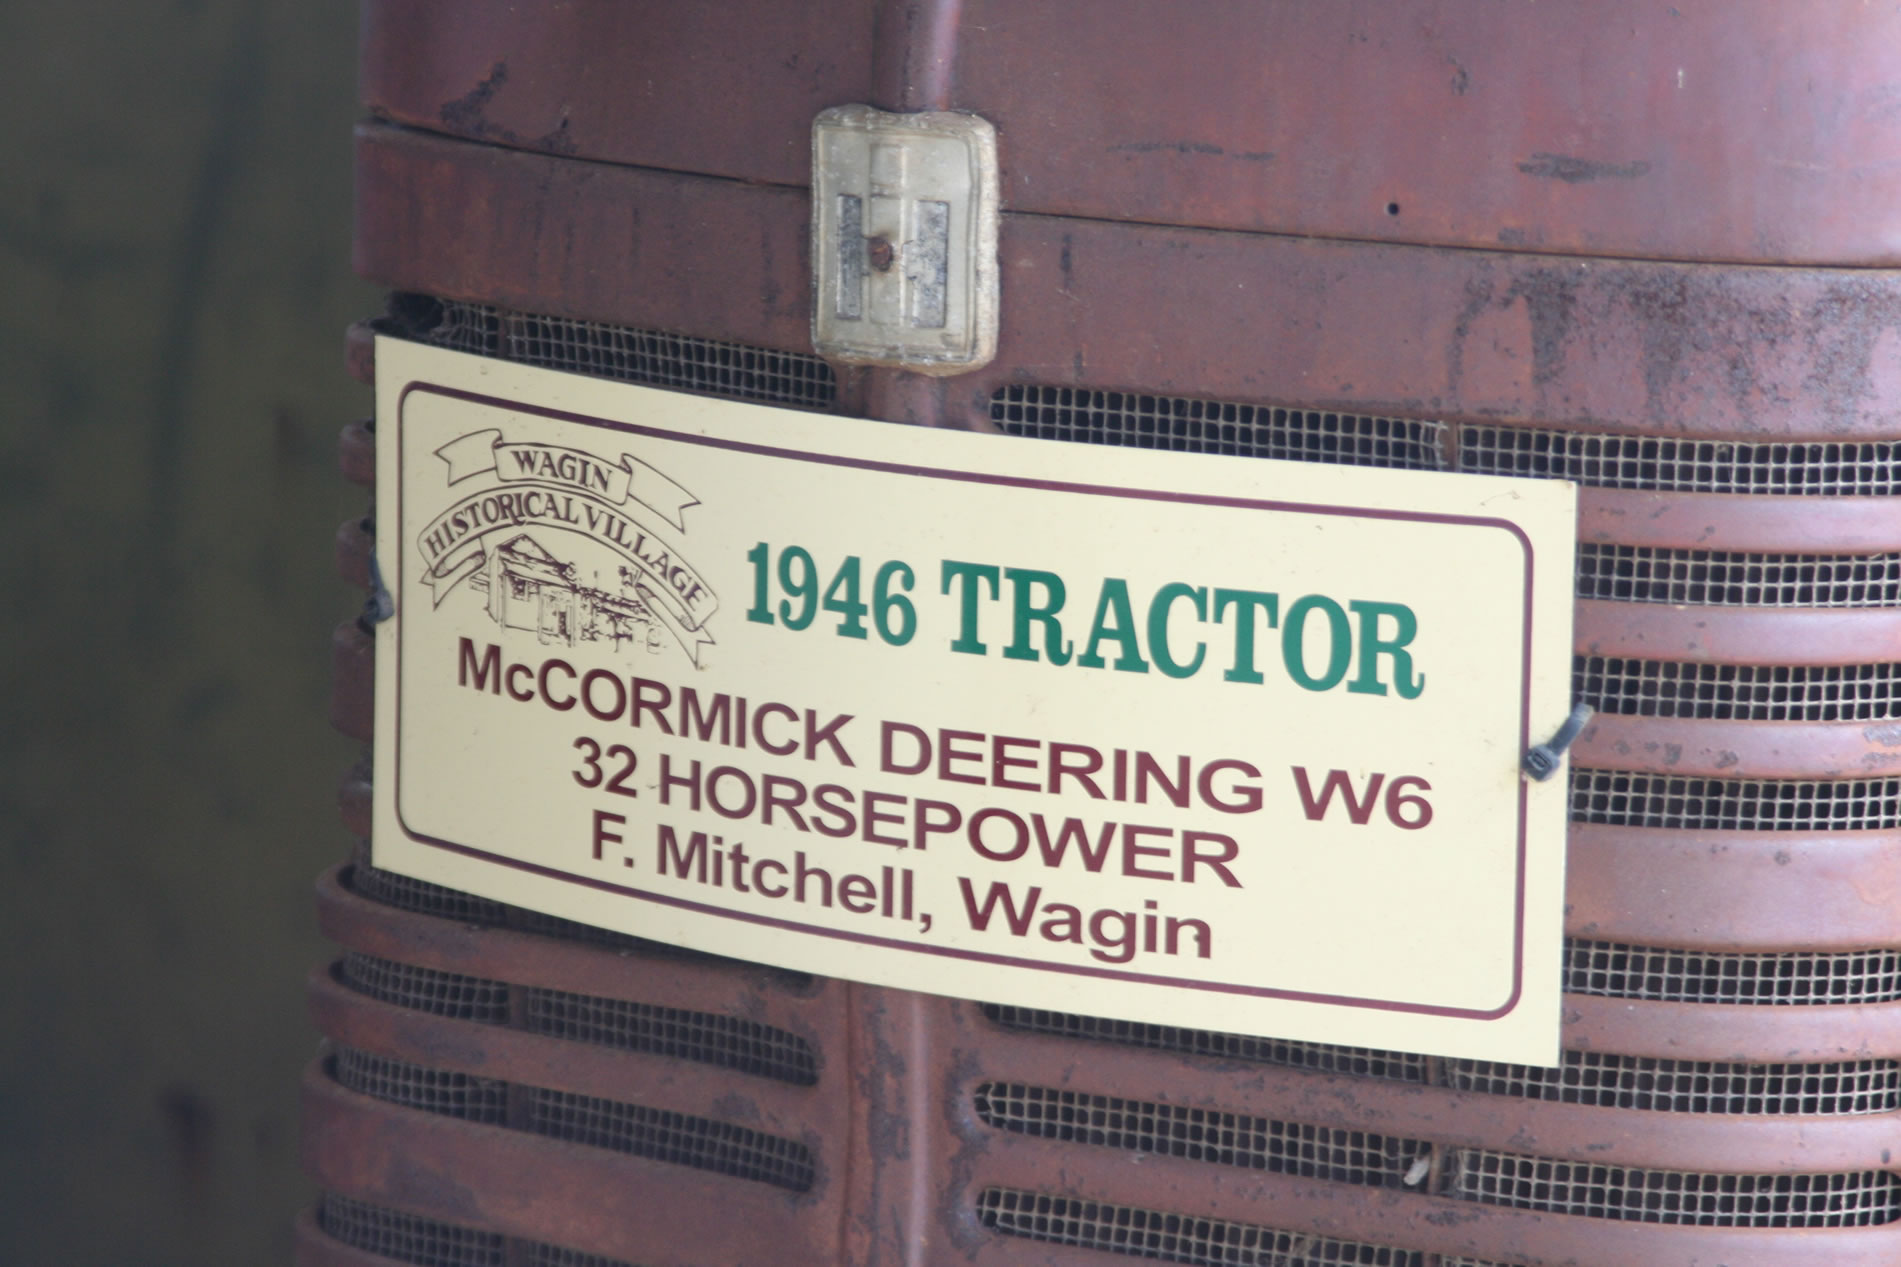 WAGIN
HISTORICAL VILLAGE
1946 TRACTOR
McCORMICK DEERING W6
32 HORSEPOWER
F. Mitchell, Wagin